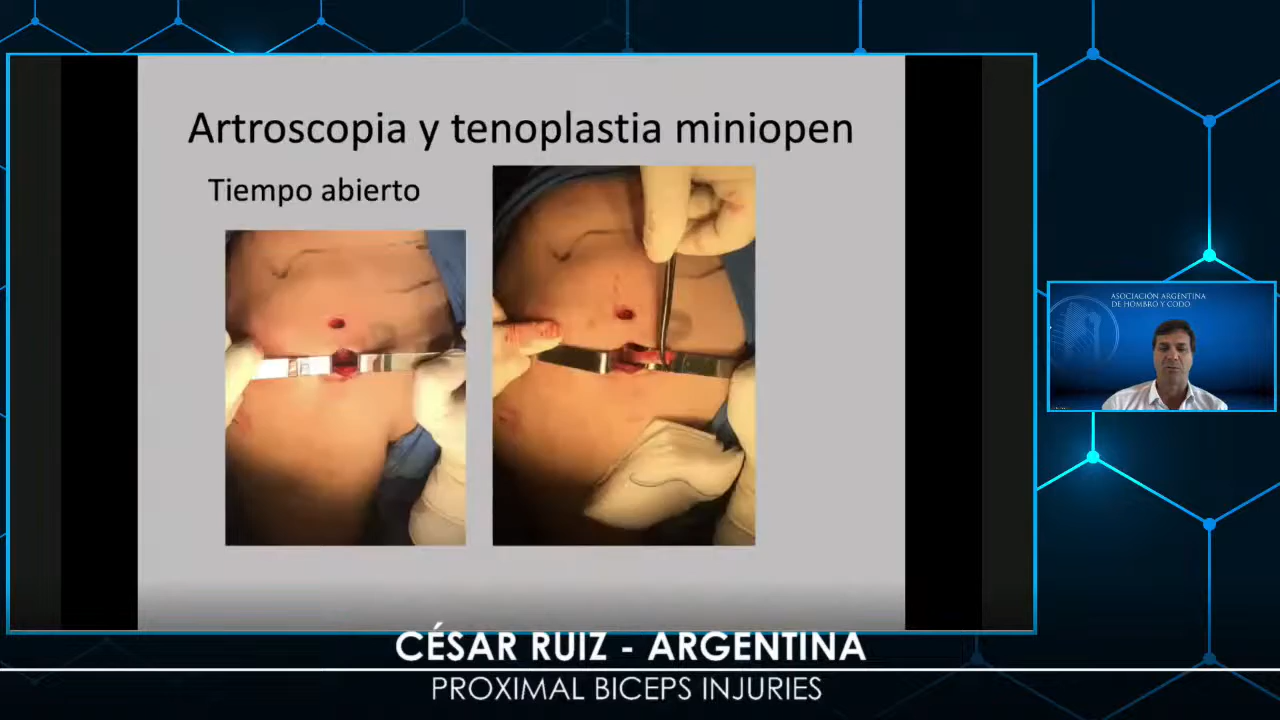 Artroscopia y tenoplastia miniopen
Tiempo abierto
ASOCIACIÓN ARGENTINA
DE HOMBRO Y CODO
CÉSAR RUIZ - ARGENTINA
PROXIMAL BICEPS INJURIES